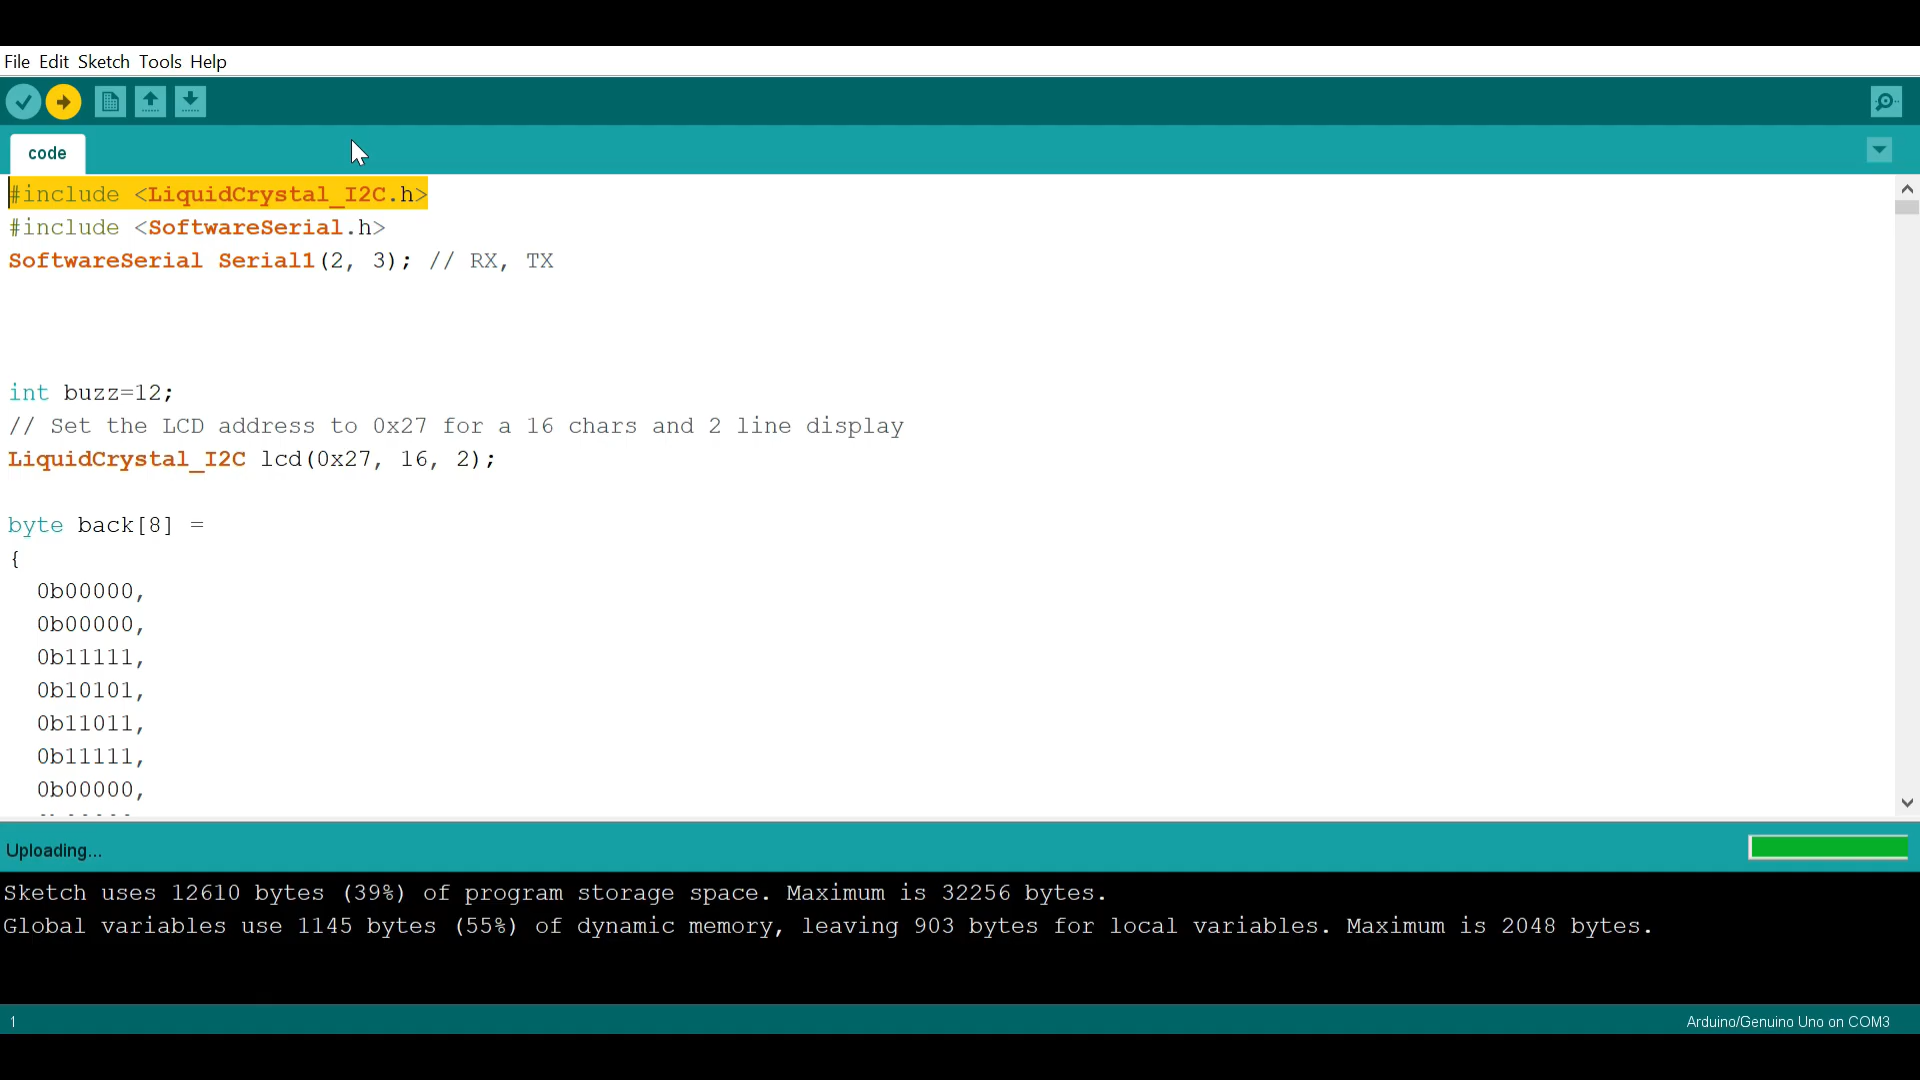 File Edit Sketch Tools Help
code
#include <LiquidCrystal_I2C.h>
#include <SoftwareSerial.h>
SoftwareSerial Serial1(2, 3); // RX, TX
int buzz=12;
// Set the LCD address to 0x27 for a 16 chars and 2 line display
LiquidCrystal_I2C lcd(0x27, 16, 2);
byte back[8] =
{
0b00000,
0b00000,
0b11111,
0b10101,
0b11011,
0b11111,
0b00000,
Uploading...
Sketch uses 12610 bytes (39%) of program storage space. Maximum is 32256 bytes.
Global variables use 1145 bytes (55%) of dynamic memory, leaving 903 bytes for local variables. Maximum is 2048 bytes.
1
Arduino/Genuino Uno on COM3